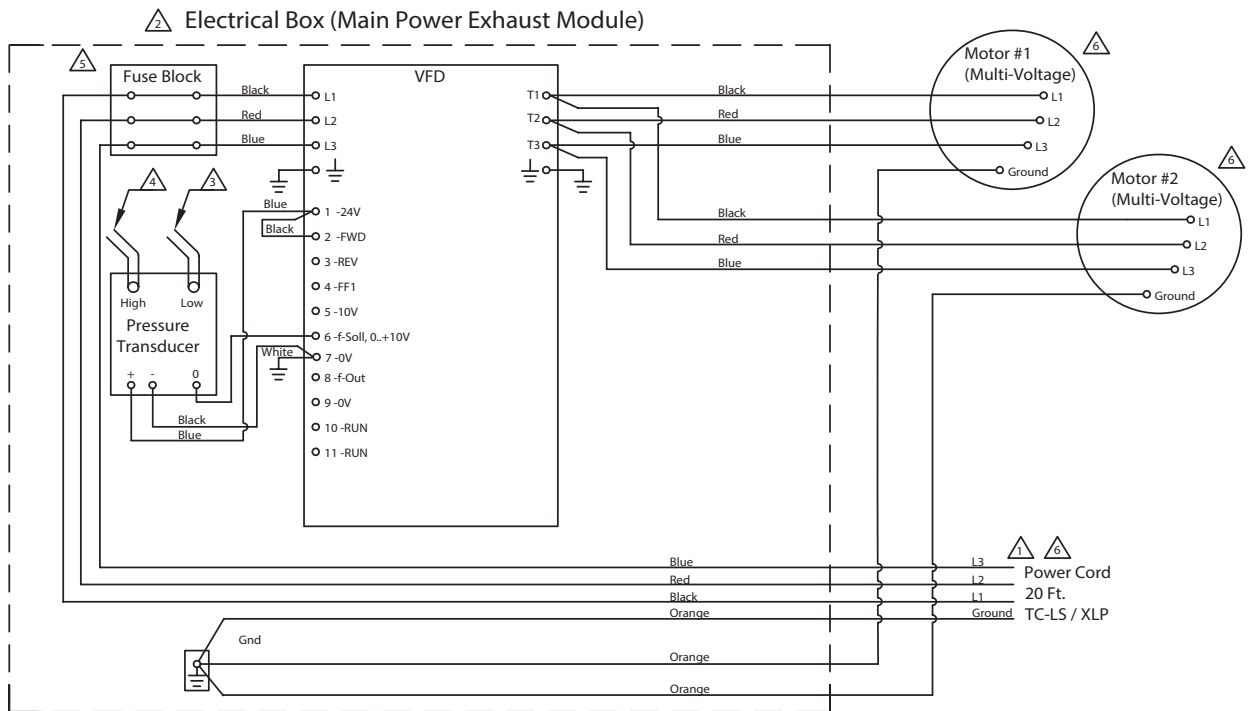 2 Electrical Box (Main Power Exhaust Module)
5
Fuse Block
VFD
Motor #1
(Multi-Voltage)
6
Black
L1
T1
Black
L1
Red
L2
T2
Red
L2
Blue
L3
T3
Blue
L3
Ground
4
3
Motor #2
(Multi-Voltage)
6
Blue
1 -24V
Black
L1
Black
2 -FWD
Red
L2
3 -REV
Blue
L3
4 -FF1
Ground
High
Low
5 -10V
Pressure
Transducer
6 -f-Soll, 0..+10V
White
7 -0V
+
-
0
8 -f-Out
9 -0V
Black
10 -RUN
Blue
11 -RUN
1
6
Blue
L3
Power Cord
Red
L2
20 Ft.
Black
L1
Orange
Ground
TC-LS / XLP
Gnd
Orange
Orange